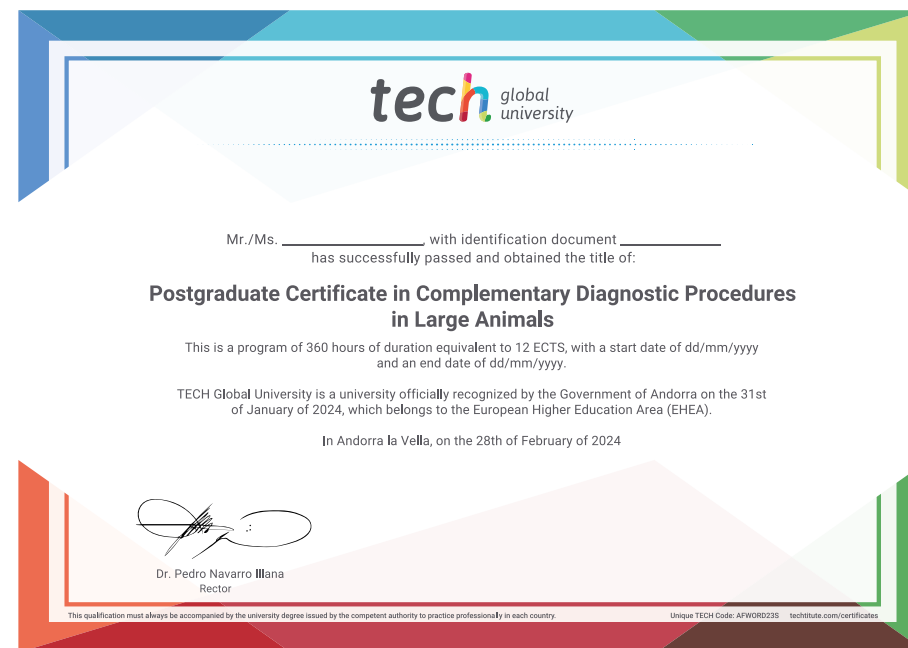 tech global university
Mr./Ms. ____________, with identification document ____________
has successfully passed and obtained the title of:
Postgraduate Certificate in Complementary Diagnostic Procedures
in Large Animals
This is a program of 360 hours of duration equivalent to 12 ECTS, with a start date of dd/mm/yyyy
and an end date of dd/mm/yyyy.
TECH Global University is a university officially recognized by the Government of Andorra on the 31st
of January of 2024, which belongs to the European Higher Education Area (EHEA).
In Andorra la Vella, on the 28th of February of 2024
Dr. Pedro Navarro Illana
Rector
This qualification must always be accompanied by the university degree issued by the competent authority to practice professionally in each country.
Unique TECH Code: AFWORD23S techtitute.com/certificates